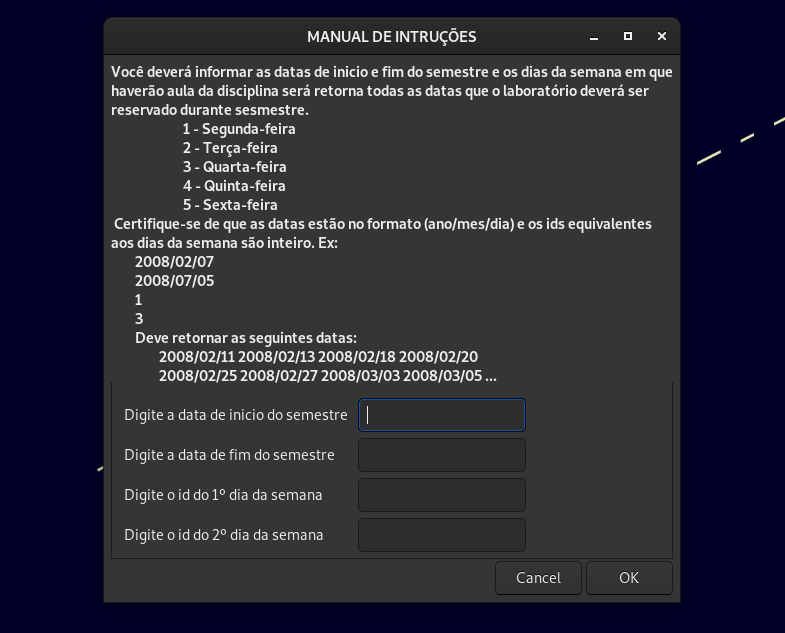 MANUAL DE INTRUÇÕES
Você deverá informar as datas de inicio e fim do semestre e os dias da semana em que
haverão aula da disciplina será retorna todas as datas que o laboratório deverá ser
reservado durante sesmestre.
1 - Segunda-feira
2 - Terça-feira
3 - Quarta-feira
4 - Quinta-feira
5 - Sexta-feira
Certifique-se de que as datas estão no formato (ano/mes/dia) e os ids equivalentes
aos dias da semana são inteiro. Ex:
2008/02/07
2008/07/05
1
3
Deve retornar as seguintes datas:
2008/02/11 2008/02/13 2008/02/18 2008/02/20
2008/02/25 2008/02/27 2008/03/03 2008/03/05 ...
Digite a data de inicio do semestre
Digite a data de fim do semestre
Digite o id do 1º dia da semana
Digite o id do 2º dia da semana
Cancel OK